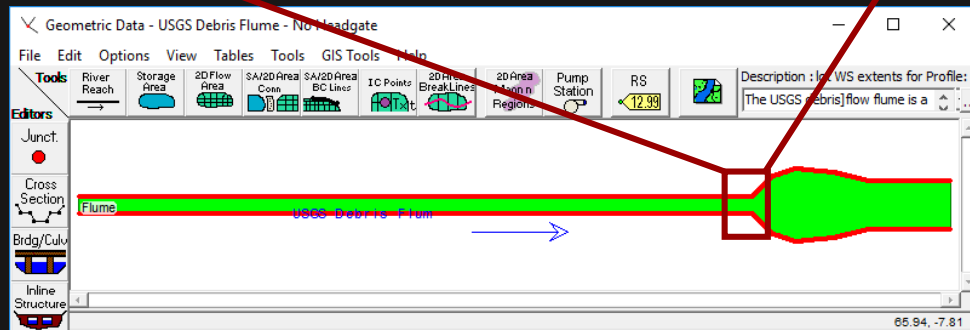 Geometric Data - USGS Debris Flume - No Headgate
File Edit Options View Tables Tools GIS Tools Help
Tools
Editors
River
Reach
Storage
Area
2D Flow
Area
SA/2D Area
Conn
SA/2D Area
BC Lines
IC Points
Txt
2D Area
BreakLines
2D Area
Mann n
Regions
Pump
Station
RS
12.99
Description :
WS extents for Profile:
The USGS debris]flow flume is a
...
Junct.
Cross
Section
Brdg/Culv
Inline
Structure
Flume
USGS Debris Flum
65.94, -7.81